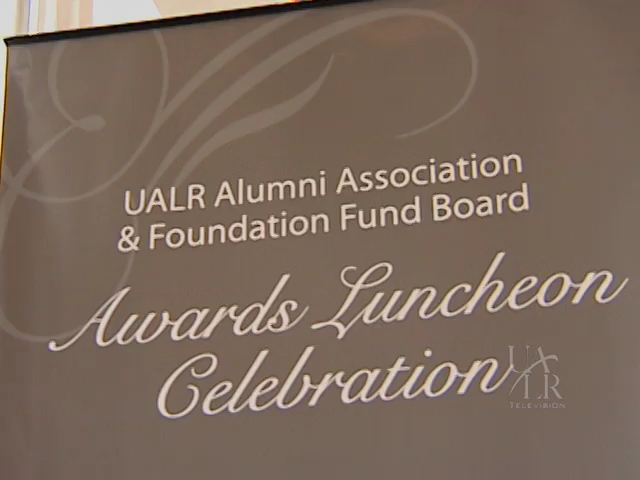 UALR Alumni Association
& Foundation Fund Board
Awards Luncheon
Celebration
UALR
TELEVISION